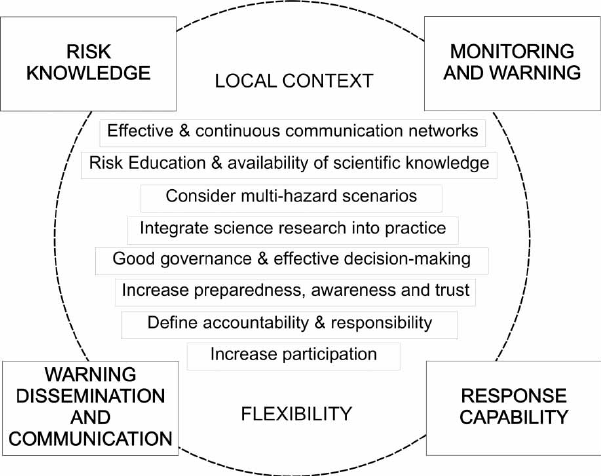 RISK
KNOWLEDGE
MONITORING
AND WARNING
LOCAL CONTEXT
Effective & continuous communication networks
Risk Education & availability of scientific knowledge
Consider multi-hazard scenarios
Integrate science research into practice
Good governance & effective decision-making
Increase preparedness, awareness and trust
Define accountability & responsibility
Increase participation
WARNING
DISSEMINATION
AND
COMMUNICATION
FLEXIBILITY
RESPONSE
CAPABILITY